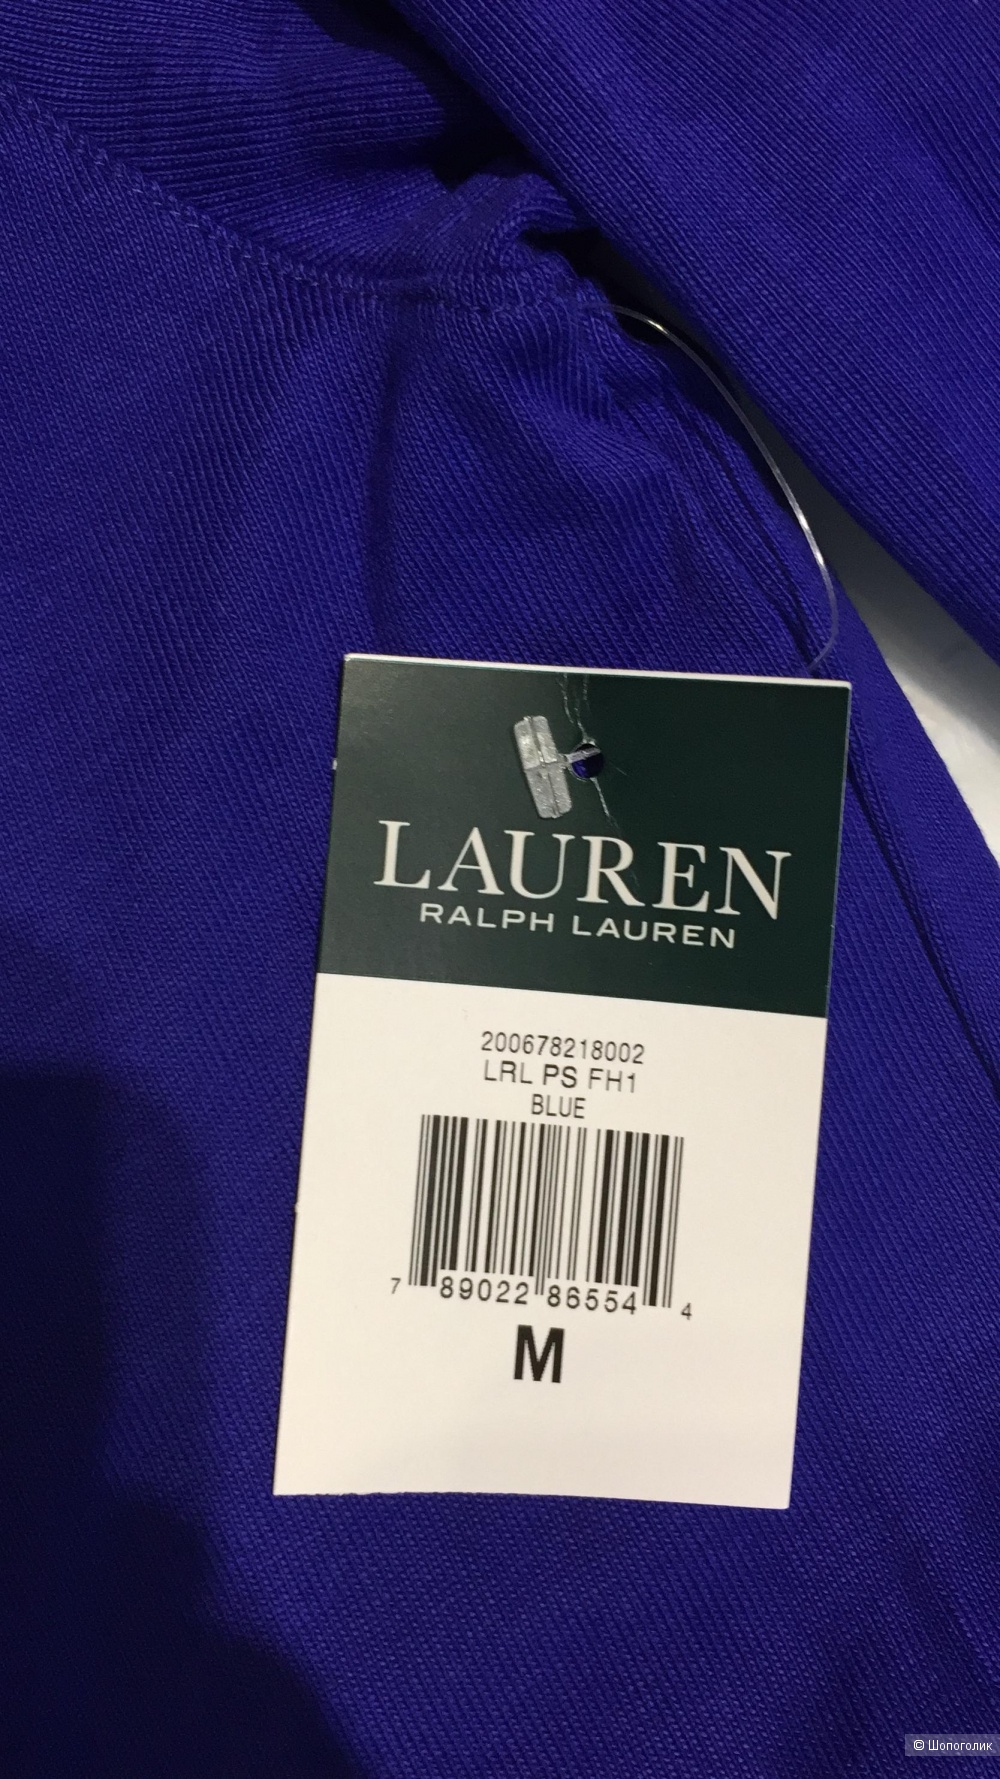 LAUREN
RALPH LAUREN
200678218002
LRL PS FH1
BLUE
7 89022 86554 4
M
© Шопоголик